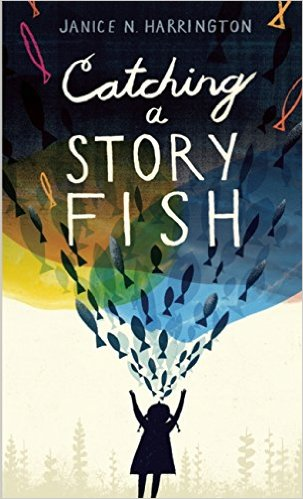 JANICE N. HARRINGTON
Catching
a
STORY
FISH